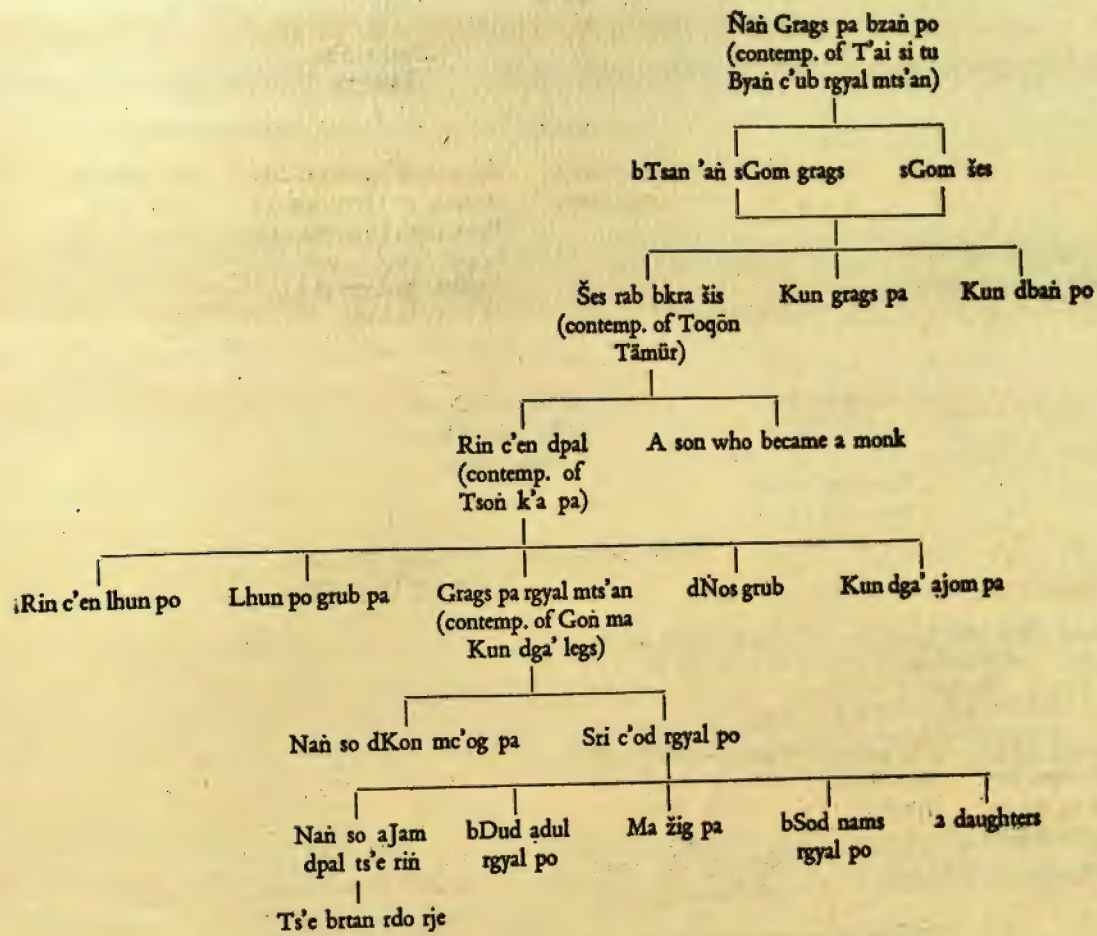 Ñaṅ Grags pa bzaṅ po
(contemp. of T'ai si tu
Byaṅ c'ub rgyal mts'an)
bTsan 'aṅ sGom grags sGom šes
Šes rab bkra šis
(contemp. of Toqōn
Tämür)
Kun grags pa Kun dbaṅ po
Rin c'en dpal
(contemp. of
Tsoṅ k'a pa)
A son who became a monk
Rin c'en lhun po Lhun po grub pa
Grags pa rgyal mts'an
(contemp. of Goṅ ma
Kun dga' legs)
dṄos grub Kun dga' ạjom pa
Naṅ so dKon mc'og pa Sri c'od rgyal po
Naṅ so ạJam
dpal ts'e riṅ
bDud ạdul
rgyal po
Ma žig pa
bSod nams
rgyal po
2 daughters
Ts'e brtan rdo rje